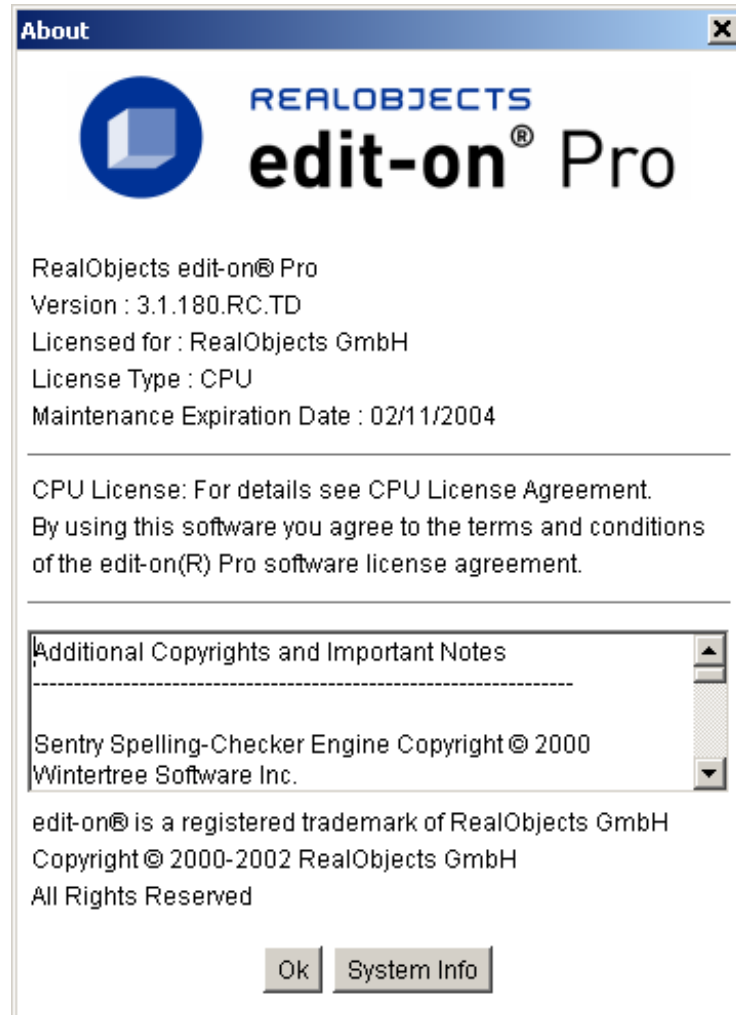 About
REALOBJECTS
edit-on® Pro
RealObjects edit-on® Pro
Version : 3.1.180.RC.TD
Licensed for : RealObjects GmbH
License Type : CPU
Maintenance Expiration Date : 02/11/2004
CPU License: For details see CPU License Agreement.
By using this software you agree to the terms and conditions
of the edit-on(R) Pro software license agreement.
Additional Copyrights and Important Notes
------------------------------------------------------------------
Sentry Spelling-Checker Engine Copyright © 2000
Wintertree Software Inc.
edit-on® is a registered trademark of RealObjects GmbH
Copyright © 2000-2002 RealObjects GmbH
All Rights Reserved
Ok System Info